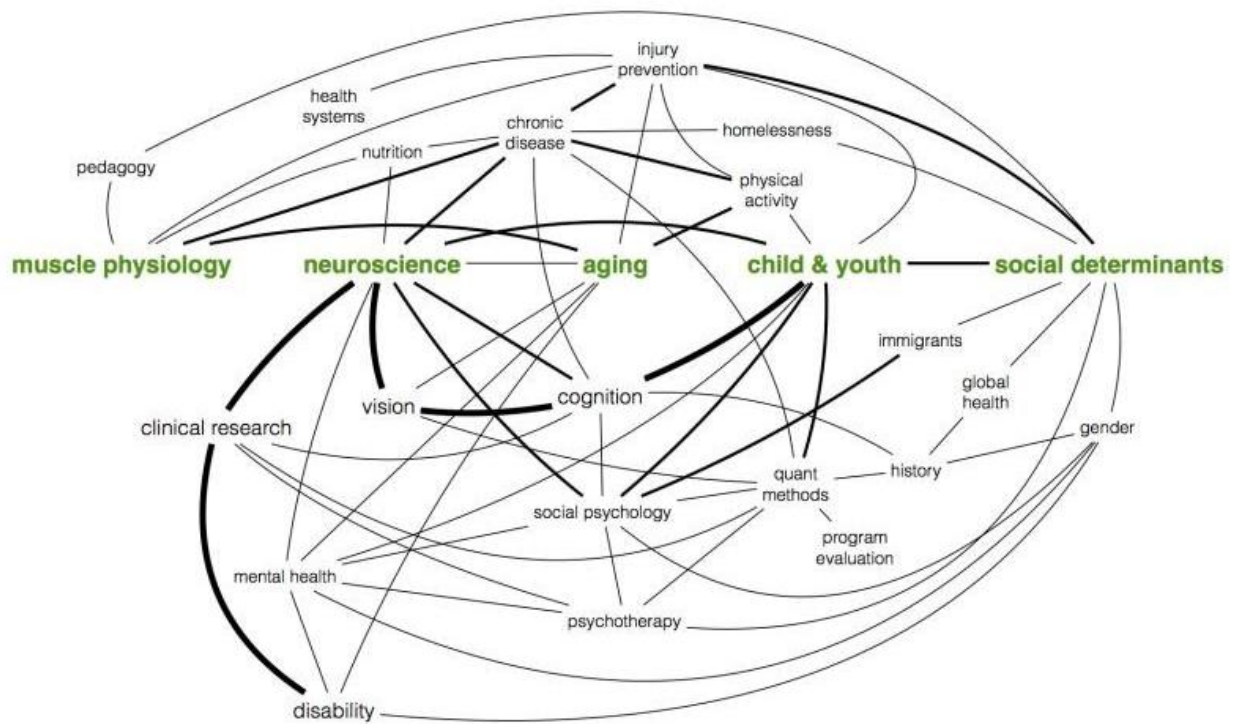 injury
prevention
health
systems
chronic
disease
homelessness
nutrition
pedagogy
physical
activity
muscle physiology
neuroscience
aging
child & youth
social determinants
immigrants
global
health
cognition
vision
clinical research
gender
history
quant
methods
social psychology
program
evaluation
mental health
psychotherapy
disability